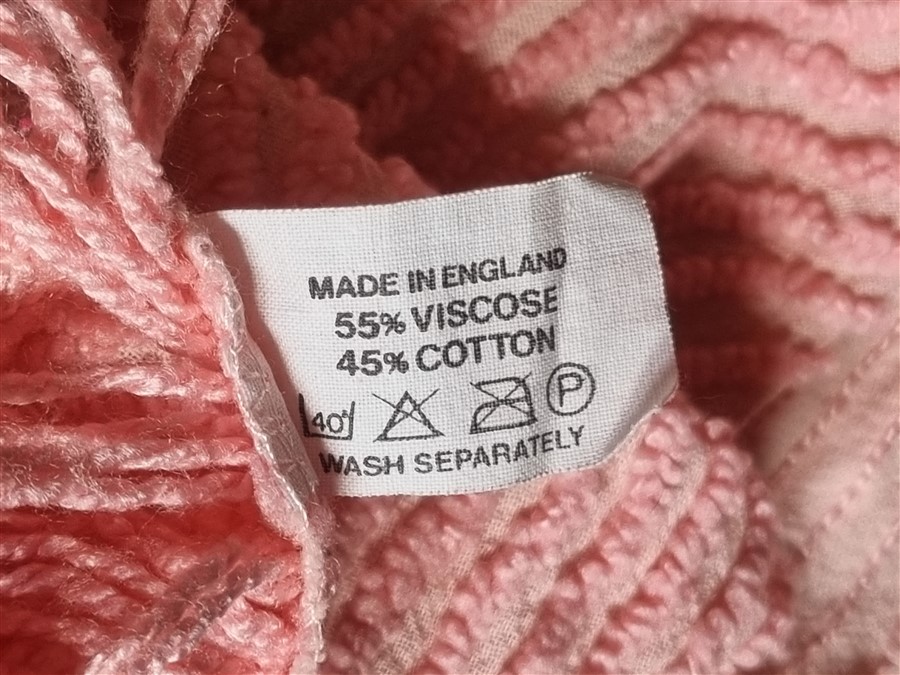 MADE IN ENGLAND
55% VISCOSE
45% COTTON
40° P
WASH SEPARATELY